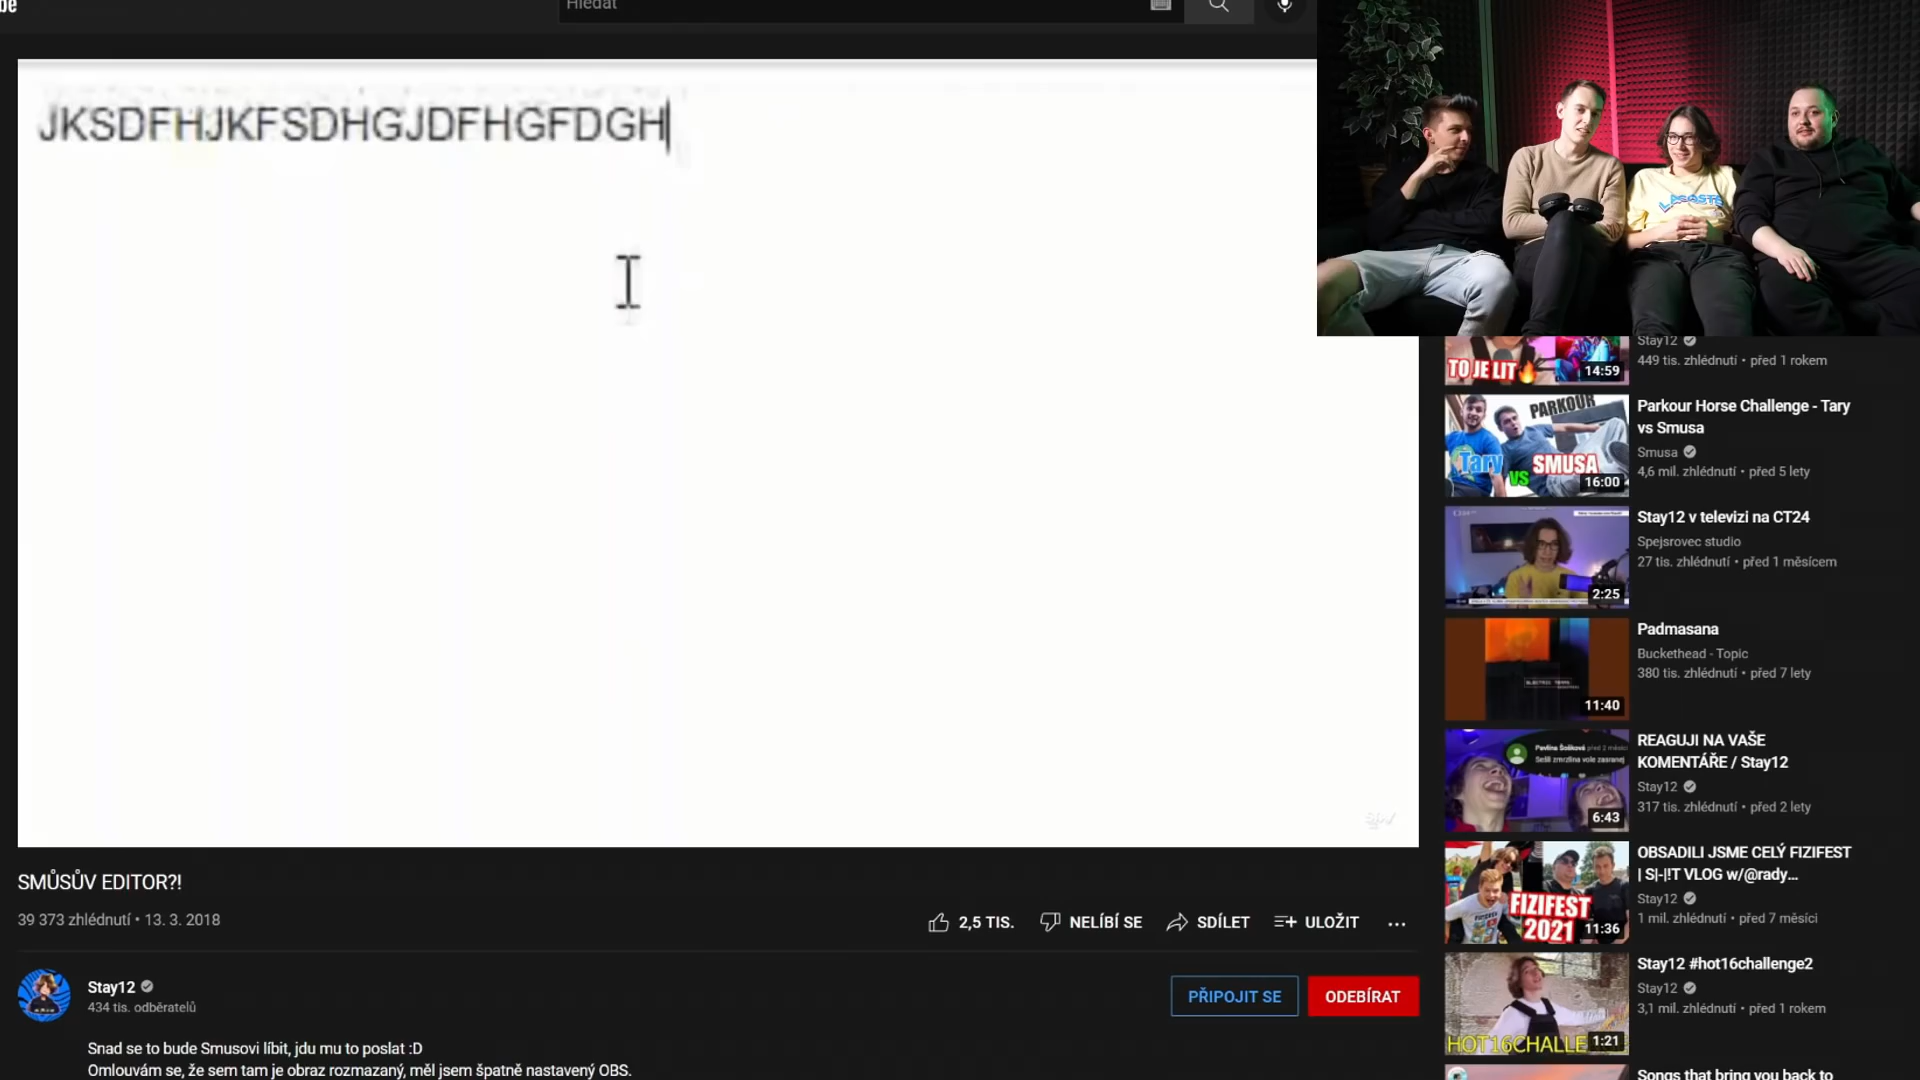 be
Hledat
JKSDFHJKFSDHGJDFHGFDGH
LACOSTE
SMŮSŮV EDITOR?!
39 373 zhlédnutí • 13. 3. 2018
2,5 TIS.
NELÍBÍ SE
SDÍLET
ULOŽIT
Stay12
434 tis. odběratelů
PŘIPOJIT SE
ODEBÍRAT
Snad se to bude Smusovi líbit, jdu mu to poslat :D
Omlouvám se, že sem tam je obraz rozmazaný, měl jsem špatně nastavený OBS.
TO JE LIT
14:59
Stay12
449 tis. zhlédnutí • před 1 rokem
PARKOUR
Tary
VS
SMUSA
16:00
Parkour Horse Challenge - Tary
vs Smusa
Smusa
4,6 mil. zhlédnutí • před 5 lety
2:25
Stay12 v televizi na CT24
Spejsrovec studio
27 tis. zhlédnutí • před 1 měsícem
11:40
Padmasana
Buckethead - Topic
380 tis. zhlédnutí • před 7 lety
6:43
REAGUJI NA VAŠE
KOMENTÁŘE / Stay12
Stay12
317 tis. zhlédnutí • před 2 lety
FIZIFEST
2021
11:36
OBSADILI JSME CELÝ FIZIFEST
| S|-|!T VLOG w/@rady...
Stay12
1 mil. zhlédnutí • před 7 měsíci
HOT16CHALLE
1:21
Stay12 #hot16challenge2
Stay12
3,1 mil. zhlédnutí • před 1 rokem
Songs that bring you back to